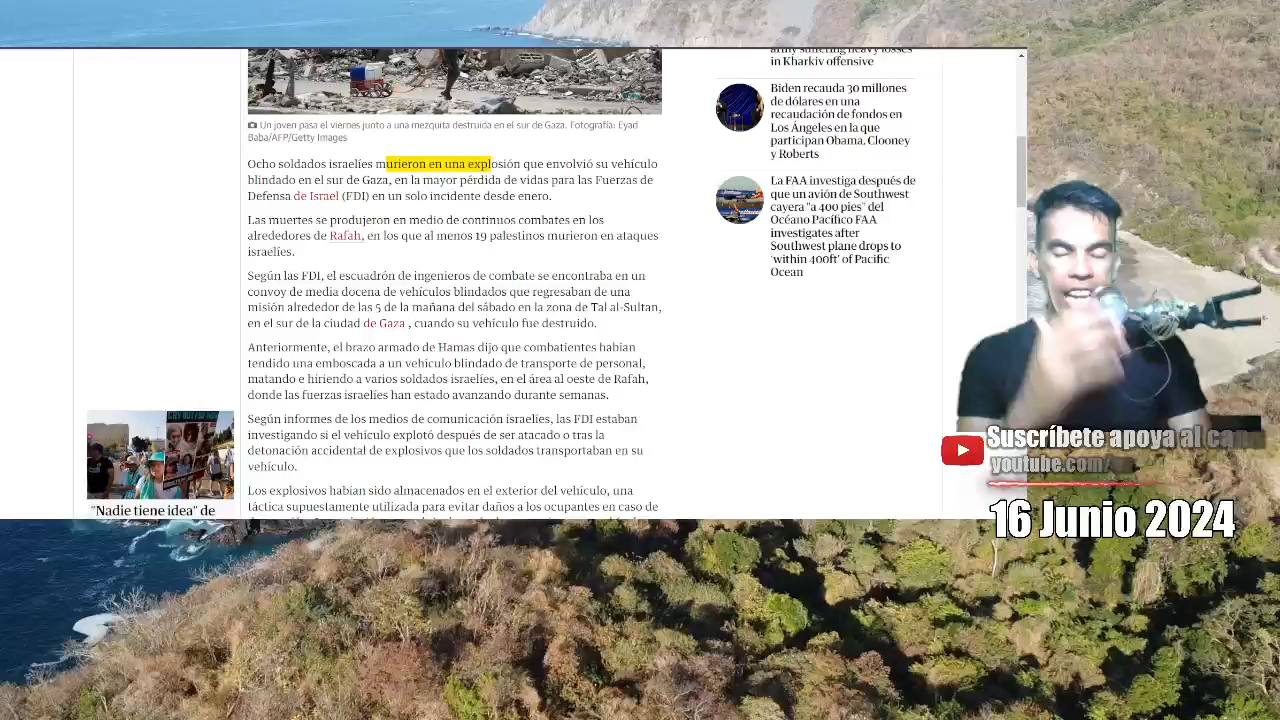 Un joven pasa el viernes junto a una mezquita destruida en el sur de Gaza. Fotografía: Eyad
Baba/AFP/Getty Images
Ocho soldados israelíes murieron en una explosión que envolvió su vehículo
blindado en el sur de Gaza, en la mayor pérdida de vidas para las Fuerzas de
Defensa de Israel (FDI) en un solo incidente desde enero.
Las muertes se produjeron en medio de continuos combates en los
alrededores de Rafah, en los que al menos 19 palestinos murieron en ataques
israelíes.
Según las FDI, el escuadrón de ingenieros de combate se encontraba en un
convoy de media docena de vehículos blindados que regresaban de una
misión alrededor de las 5 de la mañana del sábado en la zona de Tal al-Sultan,
en el sur de la ciudad de Gaza , cuando su vehículo fue destruido.
Anteriormente, el brazo armado de Hamas dijo que combatientes habían
tendido una emboscada a un vehículo blindado de transporte de personal,
matando e hiriendo a varios soldados israelíes, en el área al oeste de Rafah,
donde las fuerzas israelíes han estado avanzando durante semanas.
Según informes de los medios de comunicación israelíes, las FDI estaban
investigando si el vehículo explotó después de ser atacado o tras la
detonación accidental de explosivos que los soldados transportaban en su
vehículo.
Los explosivos habían sido almacenados en el exterior del vehículo, una
táctica supuestamente utilizada para evitar daños a los ocupantes en caso de
army suffering heavy losses
in Kharkiv offensive
Biden recauda 30 millones
de dólares en una
recaudación de fondos en
Los Ángeles en la que
participan Obama, Clooney
y Roberts
La FAA investiga después de
que un avión de Southwest
cayera "a 400 pies" del
Océano Pacífico FAA
investigates after
Southwest plane drops to
'within 400ft' of Pacific
Ocean
"Nadie tiene idea" de
Suscríbete apoya al can
youtube.com/
16 Junio 2024